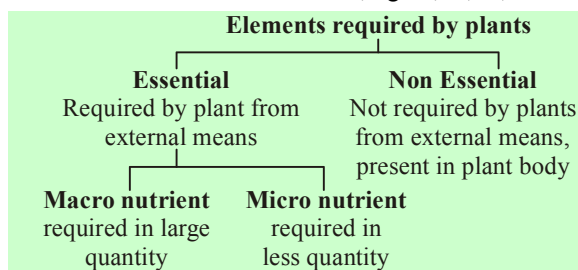 Elements required by plants
Essential
Required by plant from
external means
Non Essential
Not required by plants
from external means,
present in plant body
Macro nutrient
required in large
quantity
Micro nutrient
required in
less quantity